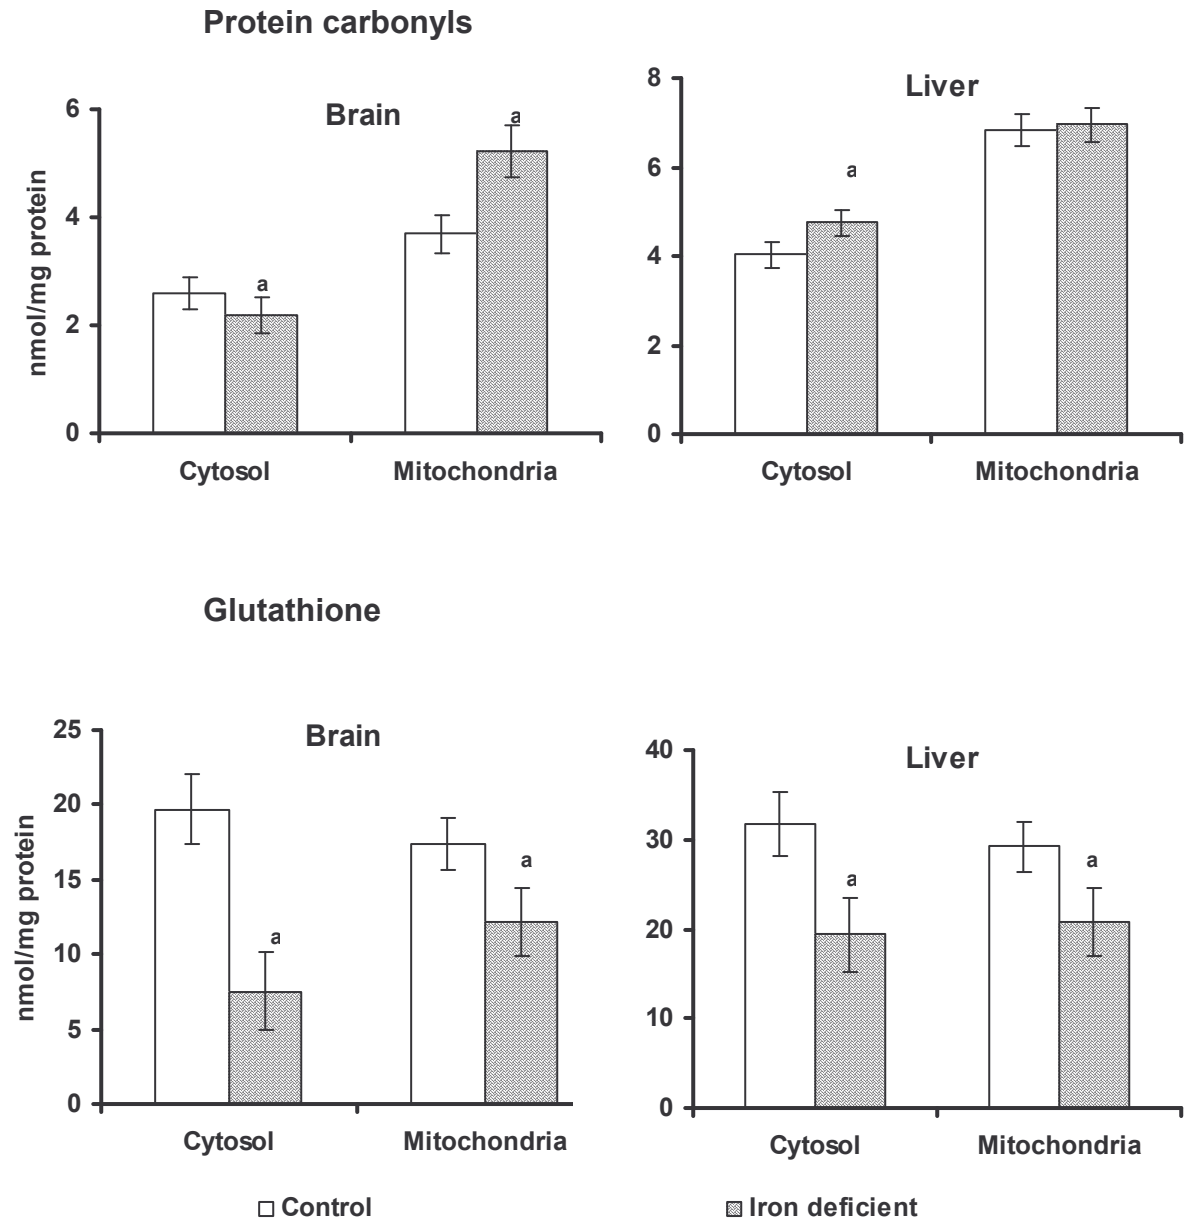 Protein carbonyls
Brain
nmol/mg protein
6
4
2
0
a
a
Cytosol Mitochondria
Liver
8
6
4
2
0
a
Cytosol Mitochondria
Glutathione
Brain
nmol/mg protein
25
20
15
10
5
0
a
a
Cytosol Mitochondria
Liver
40
30
20
10
0
a
a
Cytosol Mitochondria
Control Iron deficient